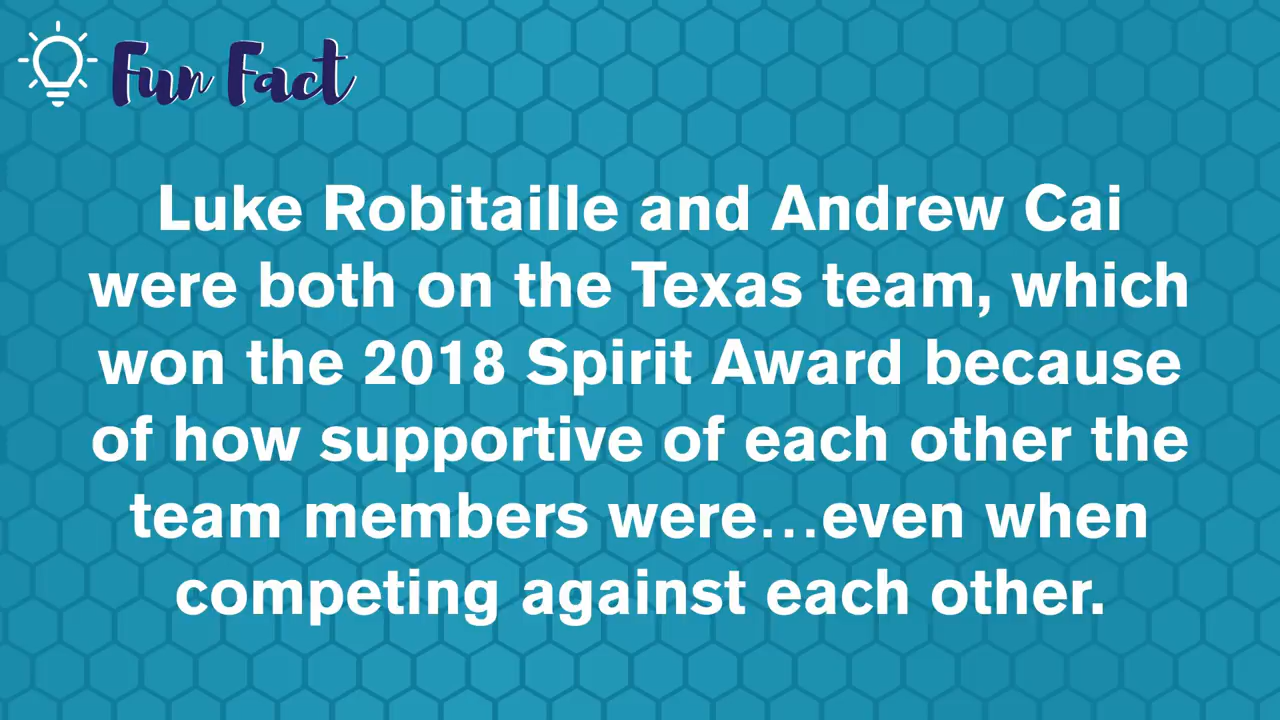 Fun Fact
Luke Robitaille and Andrew Cai
were both on the Texas team, which
won the 2018 Spirit Award because
of how supportive of each other the
team members were...even when
competing against each other.